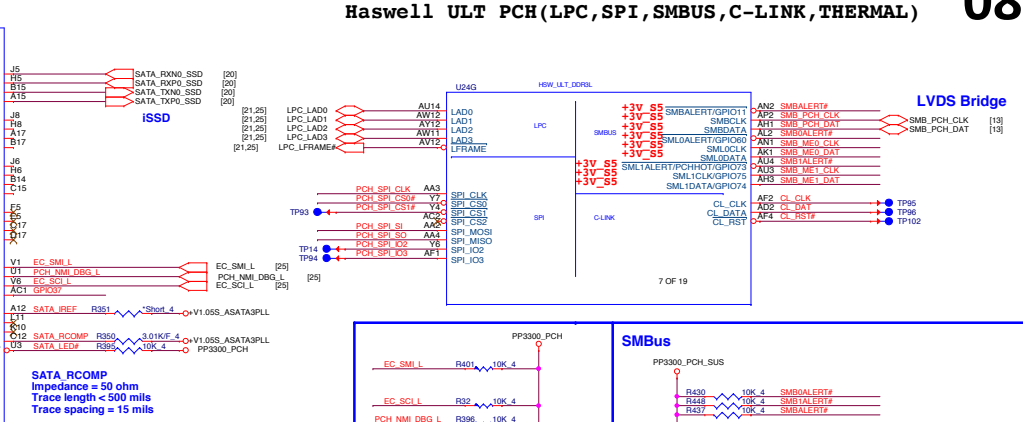 Haswell ULT PCH(LPC,SPI,SMBUS,C-LINK,THERMAL) 08
J5 SATA_RXN0_SSD [20]
H5 SATA_RXP0_SSD [20]
B15 SATA_TXN0_SSD [20]
A15 SATA_TXP0_SSD [20]
iSSD
J8
H8
A17
B17
J6
H6
B14
C15
F5
V1 EC_SMI_L EC_SMI_L [25]
U1 PCH_NMI_DBG_L PCH_NMI_DBG_L [25]
V6 EC_SCI_L EC_SCI_L [25]
AC1 GPIO37
A12 SATA_IREF R351 *Short_4 +V1.05S_ASATA3PLL
L11
K10
C12 SATA_RCOMP R350 3.01K/F_4 +V1.05S_ASATA3PLL
U3 SATA_LED# R395 10K_4 PP3300_PCH
SATA_RCOMP
Impedance = 50 ohm
Trace length < 500 mils
Trace spacing = 15 mils
U24G HSW_ULT_DDR3L
[21,25] LPC_LAD0 AU14 LAD0
[21,25] LPC_LAD1 AW12 LAD1
[21,25] LPC_LAD2 AY12 LAD2
[21,25] LPC_LAD3 AW11 LAD3
[21,25] LPC_LFRAME# AV12 LFRAME
LPC SMBUS
PCH_SPI_CLK AA3 SPI_CLK
PCH_SPI_CS0# Y7 SPI_CS0
TP93 PCH_SPI_CS1# Y4 SPI_CS1
AC2 SPI_CS2
PCH_SPI_SI AA2 SPI_MOSI
PCH_SPI_SO AA4 SPI_MISO
TP14 PCH_SPI_IO2 Y6 SPI_IO2
TP94 PCH_SPI_IO3 AF1 SPI_IO3
SPI C-LINK
+3V_S5 SMBALERT/GPIO11 AN2 SMBALERT#
+3V_S5 SMBCLK AP2 SMB_PCH_CLK
+3V_S5 SMBDATA AH1 SMB_PCH_DAT
+3V_S5 SML0ALERT/GPIO60 AL2 SMB0ALERT#
+3V_S5 SML0CLK AN1 SMB_ME0_CLK
+3V_S5 SML0DATA AK1 SMB_ME0_DAT
+3V_S5 SML1ALERT/PCHHOT/GPIO73 AU4 SMB1ALERT#
+3V_S5 SML1CLK/GPIO75 AU3 SMB_ME1_CLK
+3V_S5 SML1DATA/GPIO74 AH3 SMB_ME1_DAT
CL_CLK AF2 CL_CLK TP95
CL_DATA AD2 CL_DAT TP96
CL_RST AF4 CL_RST# TP102
7 OF 19
LVDS Bridge
SMB_PCH_CLK [13]
SMB_PCH_DAT [13]
PP3300_PCH
EC_SMI_L R401 10K_4
EC_SCI_L R32 10K_4
PCH_NMI_DBG_L R396 10K_4
SMBus
PP3300_PCH_SUS
R430 10K_4 SMB0ALERT#
R448 10K_4 SMB1ALERT#
R437 10K_4 SMBALERT#